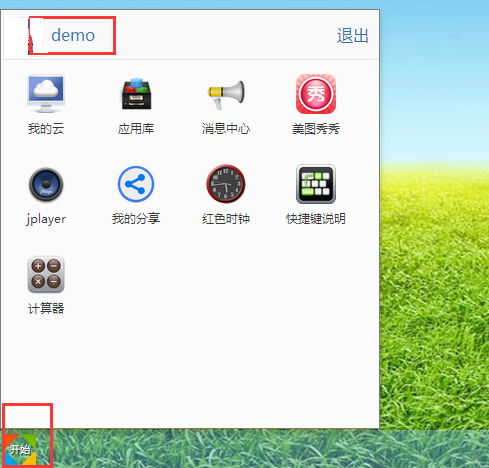 demo 退出
我的云 应用库 消息中心 美图秀秀
秀
jplayer 我的分享 红色时钟 快捷键说明
计算器
开始